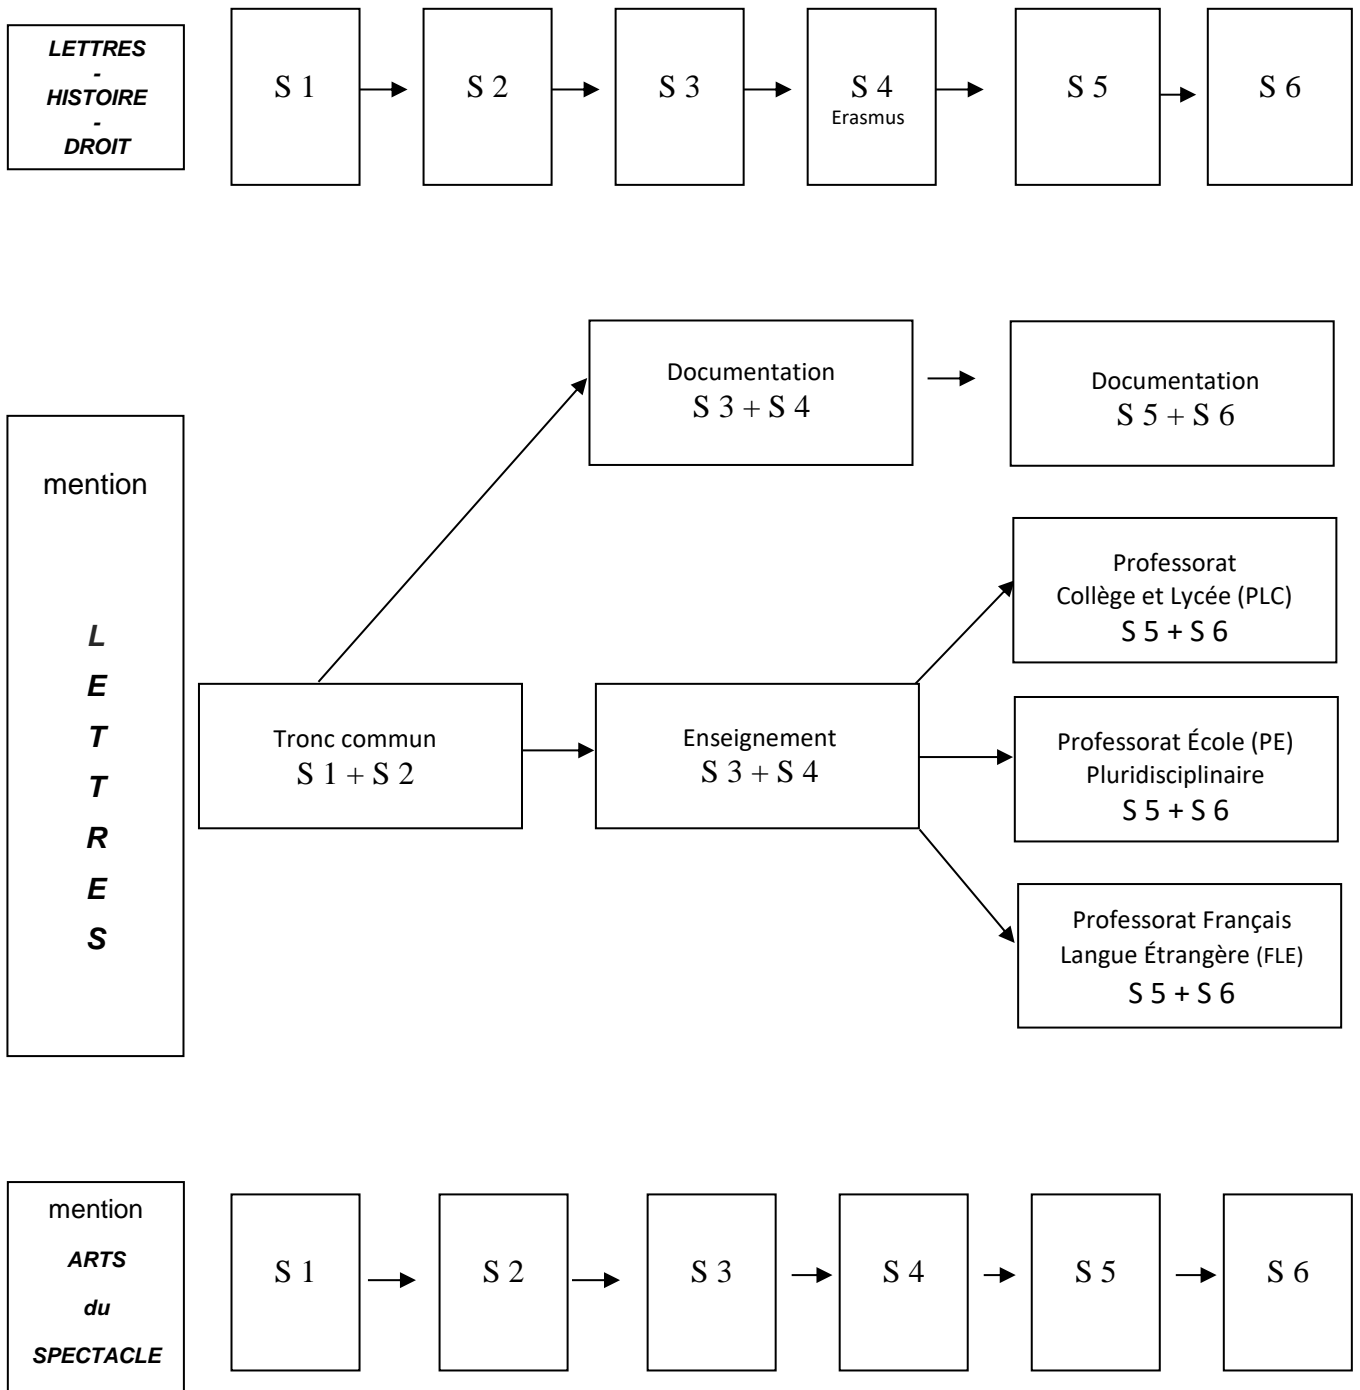 LETTRES
-
HISTOIRE
-
DROIT
S 1
S 2
S 3
S 4
Erasmus
S 5
S 6
mention
L
E
T
T
R
E
S
Tronc commun
S 1 + S 2
Documentation
S 3 + S 4
Documentation
S 5 + S 6
Enseignement
S 3 + S 4
Professorat
Collège et Lycée (PLC)
S 5 + S 6
Professorat École (PE)
Pluridisciplinaire
S 5 + S 6
Professorat Français
Langue Étrangère (FLE)
S 5 + S 6
mention
ARTS
du
SPECTACLE
S 1
S 2
S 3
S 4
S 5
S 6